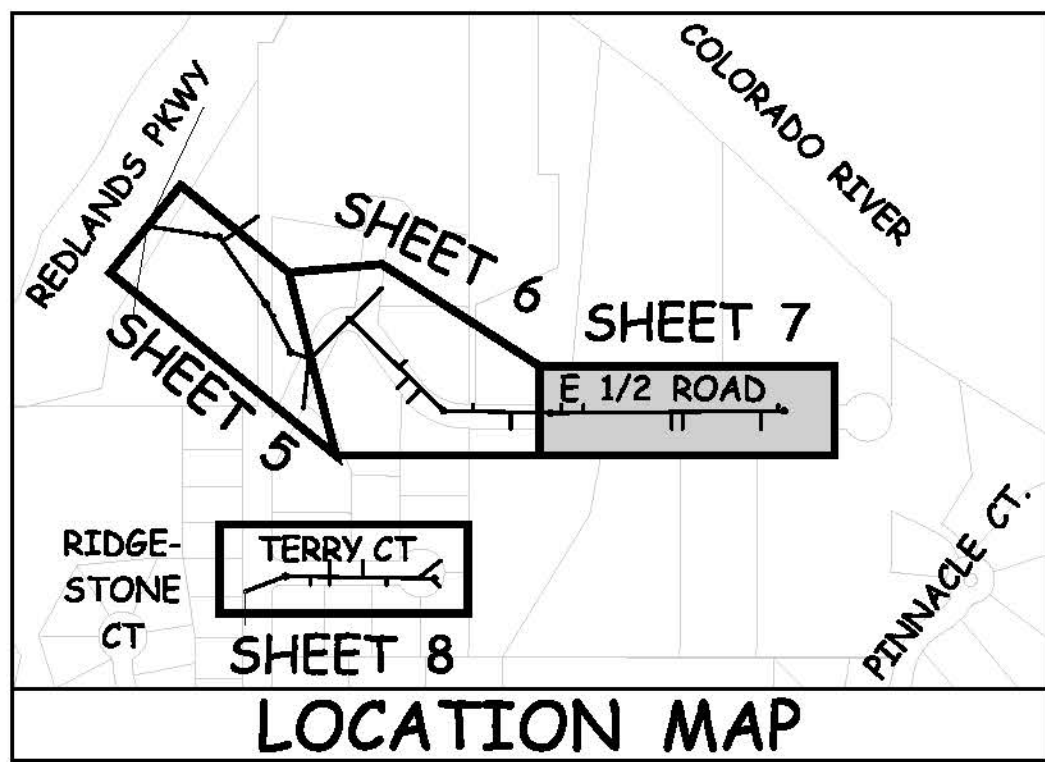 COLORADO RIVER
REDLANDS PKWY
SHEET 6
SHEET 7
E 1/2 ROAD
SHEET 5
RIDGE-
STONE
CT
TERRY CT
SHEET 8
PINNACLE CT.
LOCATION MAP